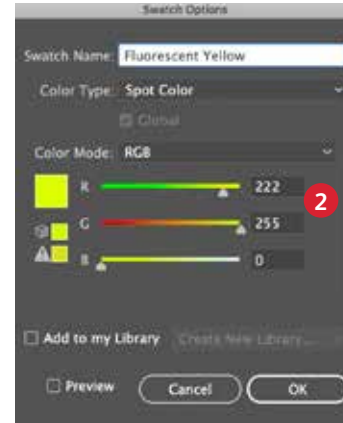 Swatch Options
Swatch Name: Fluorescent Yellow
Color Type: Spot Color
Global
Color Mode: RGB
R 222
2
G 255
B 0
Add to my Library Create New Library...
Preview Cancel OK